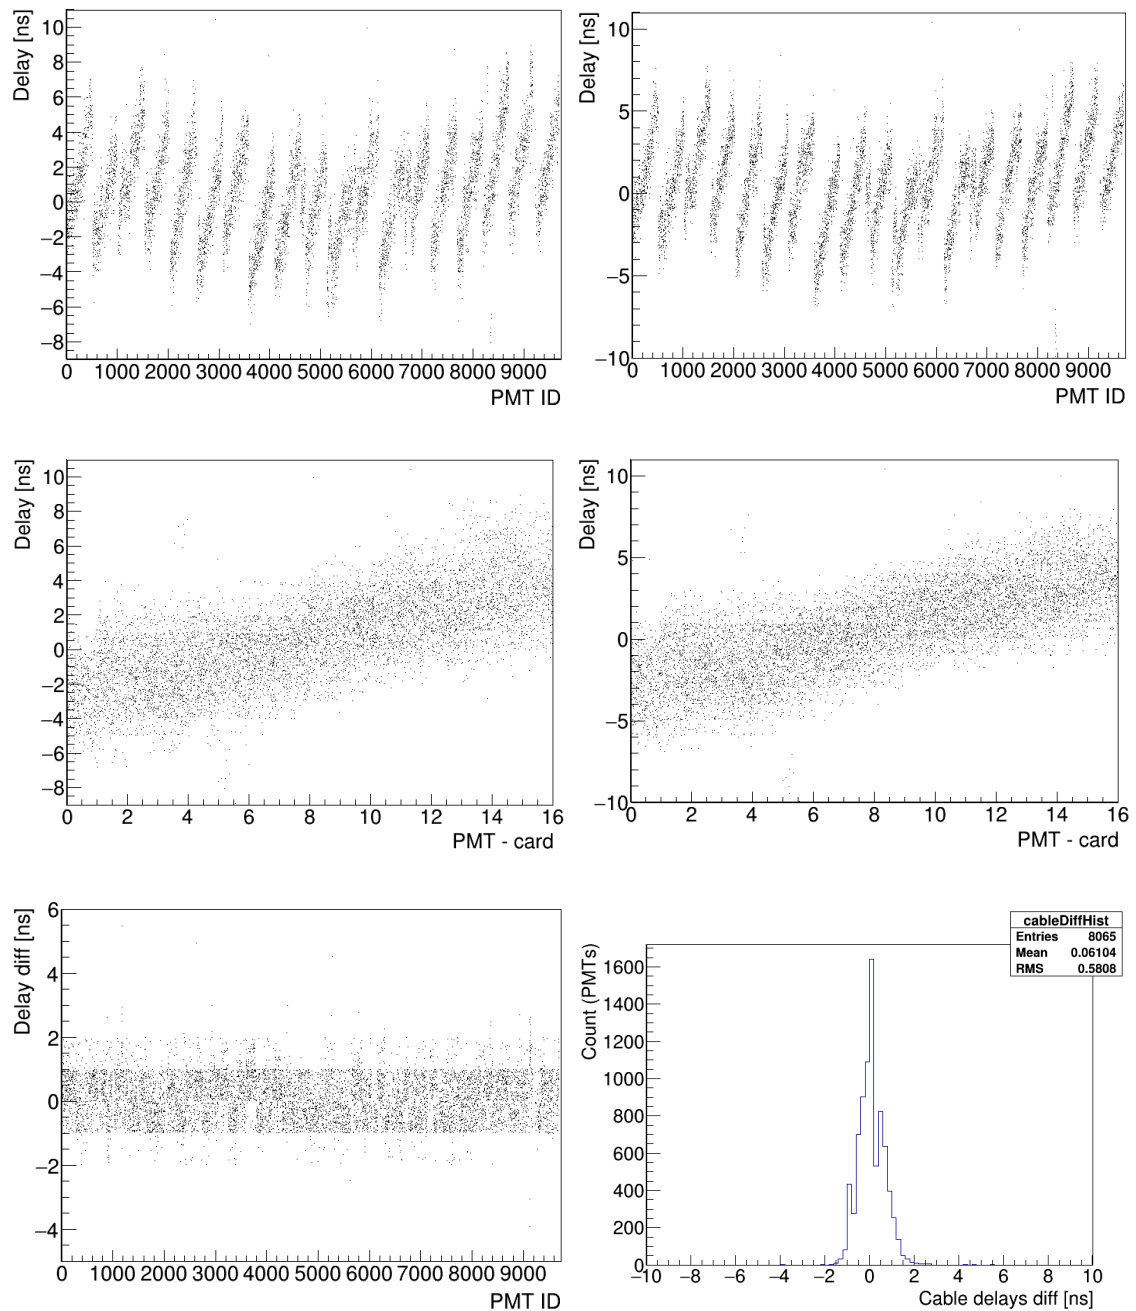 Delay [ns]
10
8
6
4
2
0
−2
−4
−6
−8
0 1000 2000 3000 4000 5000 6000 7000 8000 9000
PMT ID
Delay [ns]
10
5
0
−5
−10
0 1000 2000 3000 4000 5000 6000 7000 8000 9000
PMT ID
Delay [ns]
10
8
6
4
2
0
−2
−4
−6
−8
0 2 4 6 8 10 12 14 16
PMT - card
Delay [ns]
10
5
0
−5
−10
0 2 4 6 8 10 12 14 16
PMT - card
Delay diff [ns]
6
4
2
0
−2
−4
0 1000 2000 3000 4000 5000 6000 7000 8000 9000
PMT ID
cableDiffHist
Entries 8065
Mean 0.06104
RMS 0.5808
Count (PMTs)
1600
1400
1200
1000
800
600
400
200
0
−10 −8 −6 −4 −2 0 2 4 6 8 10
Cable delays diff [ns]